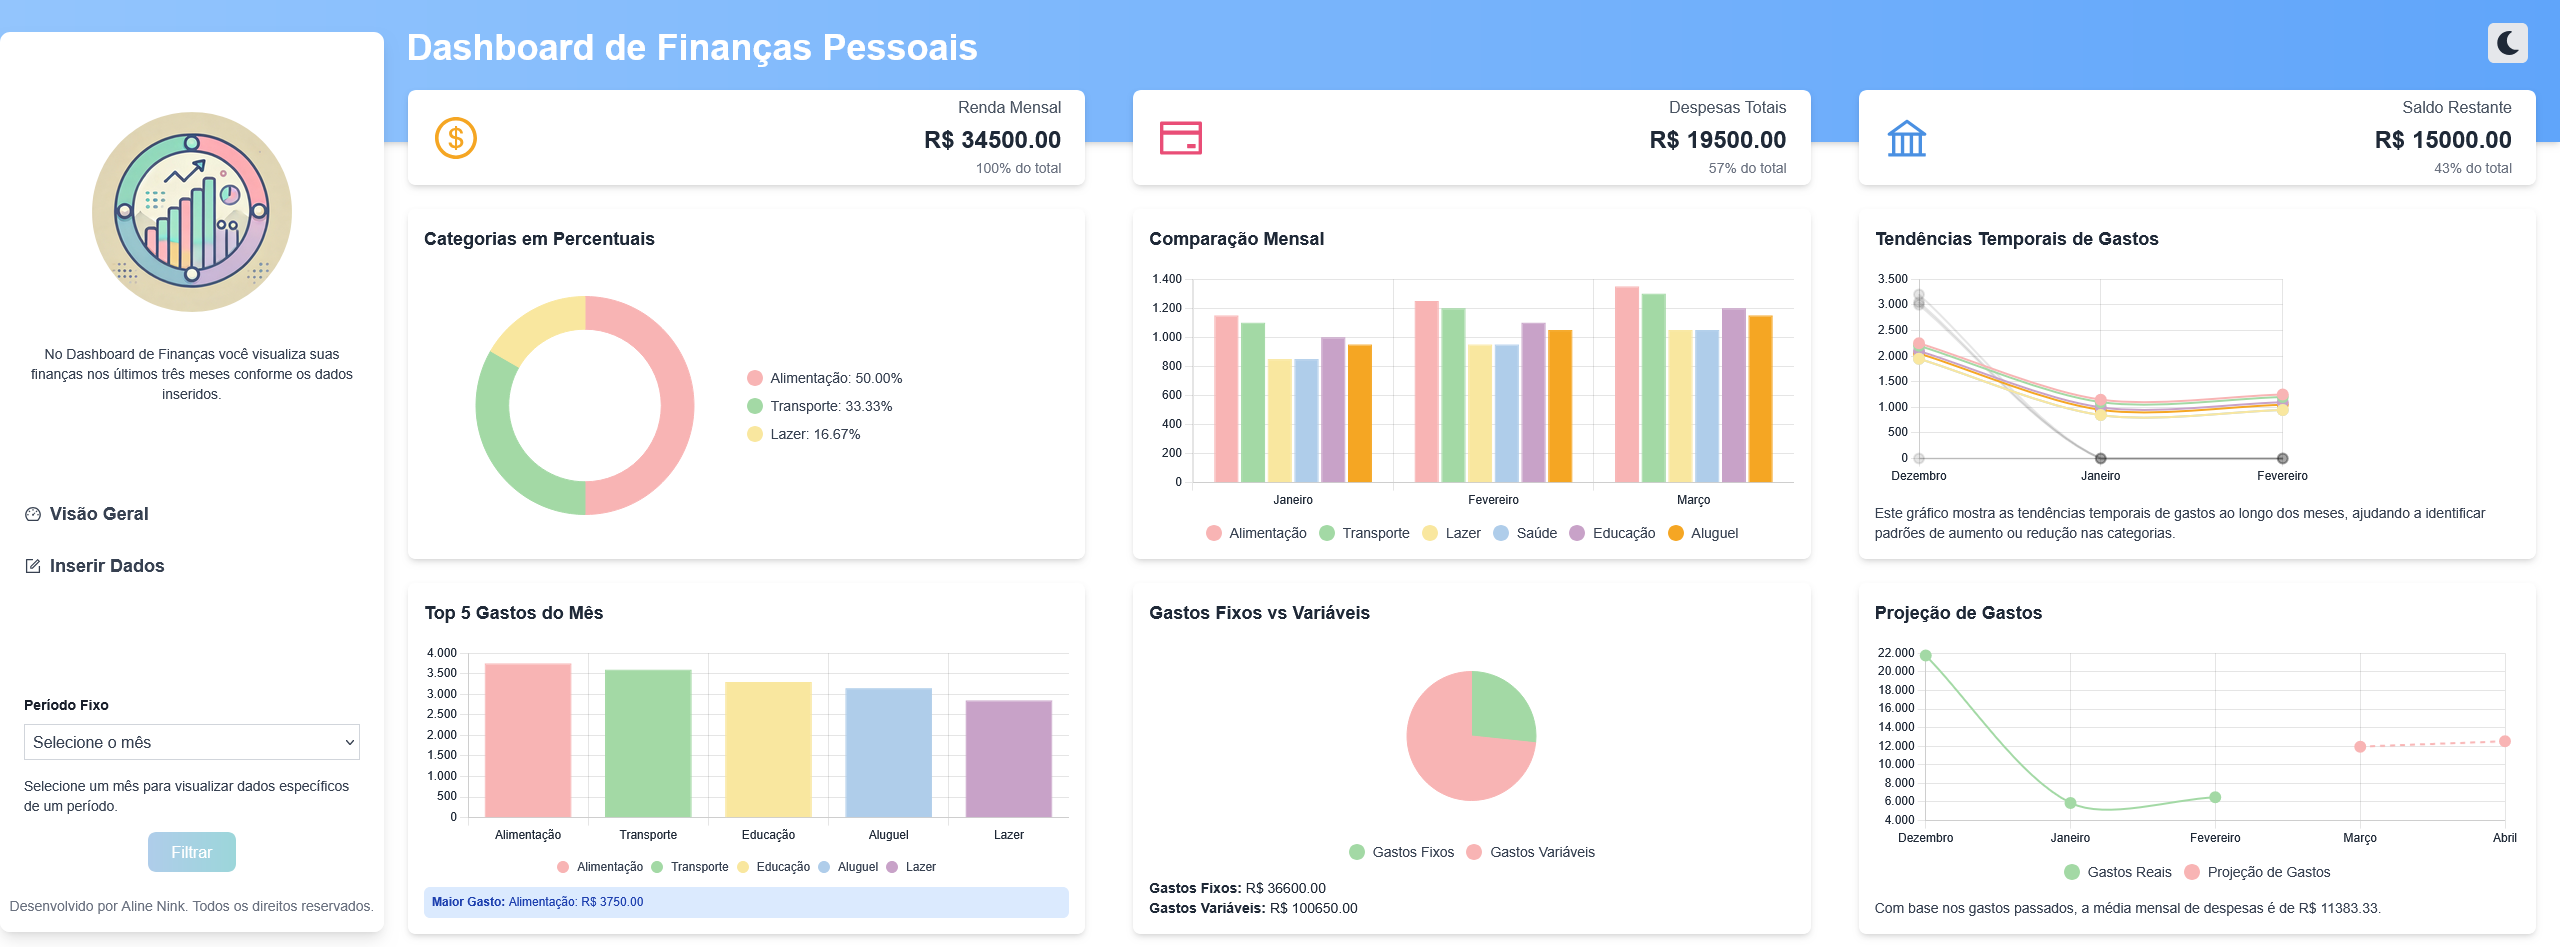 Dashboard de Finanças Pessoais
No Dashboard de Finanças você visualiza suas
finanças nos últimos três meses conforme os dados
inseridos.
Visão Geral
Inserir Dados
Período Fixo
Selecione o mês
Selecione um mês para visualizar dados específicos
de um período.
Filtrar
Desenvolvido por Aline Nink. Todos os direitos reservados.
Renda Mensal
R$ 34500.00
100% do total
Despesas Totais
R$ 19500.00
57% do total
Saldo Restante
R$ 15000.00
43% do total
Categorias em Percentuais
Alimentação: 50.00%
Transporte: 33.33%
Lazer: 16.67%
Comparação Mensal
1.400
1.200
1.000
800
600
400
200
0
Janeiro Fevereiro Março
Alimentação Transporte Lazer Saúde Educação Aluguel
Tendências Temporais de Gastos
3.500
3.000
2.500
2.000
1.500
1.000
500
0
Dezembro Janeiro Fevereiro
Este gráfico mostra as tendências temporais de gastos ao longo dos meses, ajudando a identificar
padrões de aumento ou redução nas categorias.
Top 5 Gastos do Mês
4.000
3.500
3.000
2.500
2.000
1.500
1.000
500
0
Alimentação Transporte Educação Aluguel Lazer
Alimentação Transporte Educação Aluguel Lazer
Maior Gasto: Alimentação: R$ 3750.00
Gastos Fixos vs Variáveis
Gastos Fixos Gastos Variáveis
Gastos Fixos: R$ 36600.00
Gastos Variáveis: R$ 100650.00
Projeção de Gastos
22.000
20.000
18.000
16.000
14.000
12.000
10.000
8.000
6.000
4.000
Dezembro Janeiro Fevereiro Março Abril
Gastos Reais Projeção de Gastos
Com base nos gastos passados, a média mensal de despesas é de R$ 11383.33.